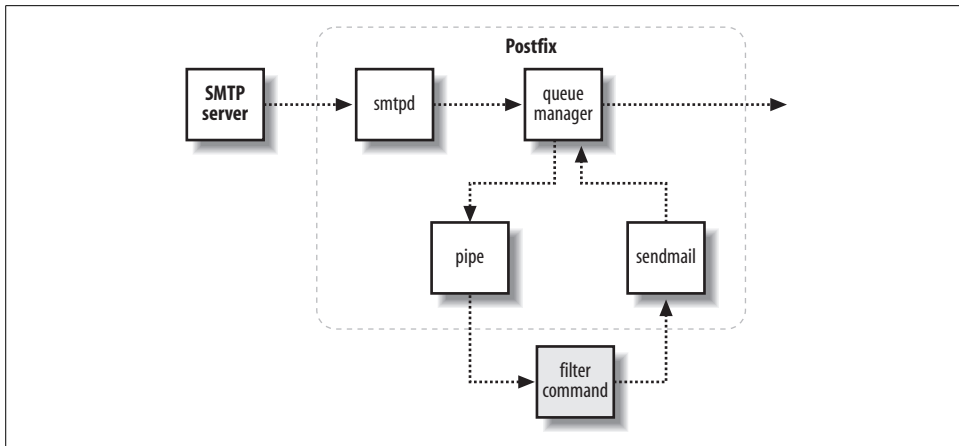 Postfix
SMTP
server
smtpd
queue
manager
pipe
sendmail
filter
command